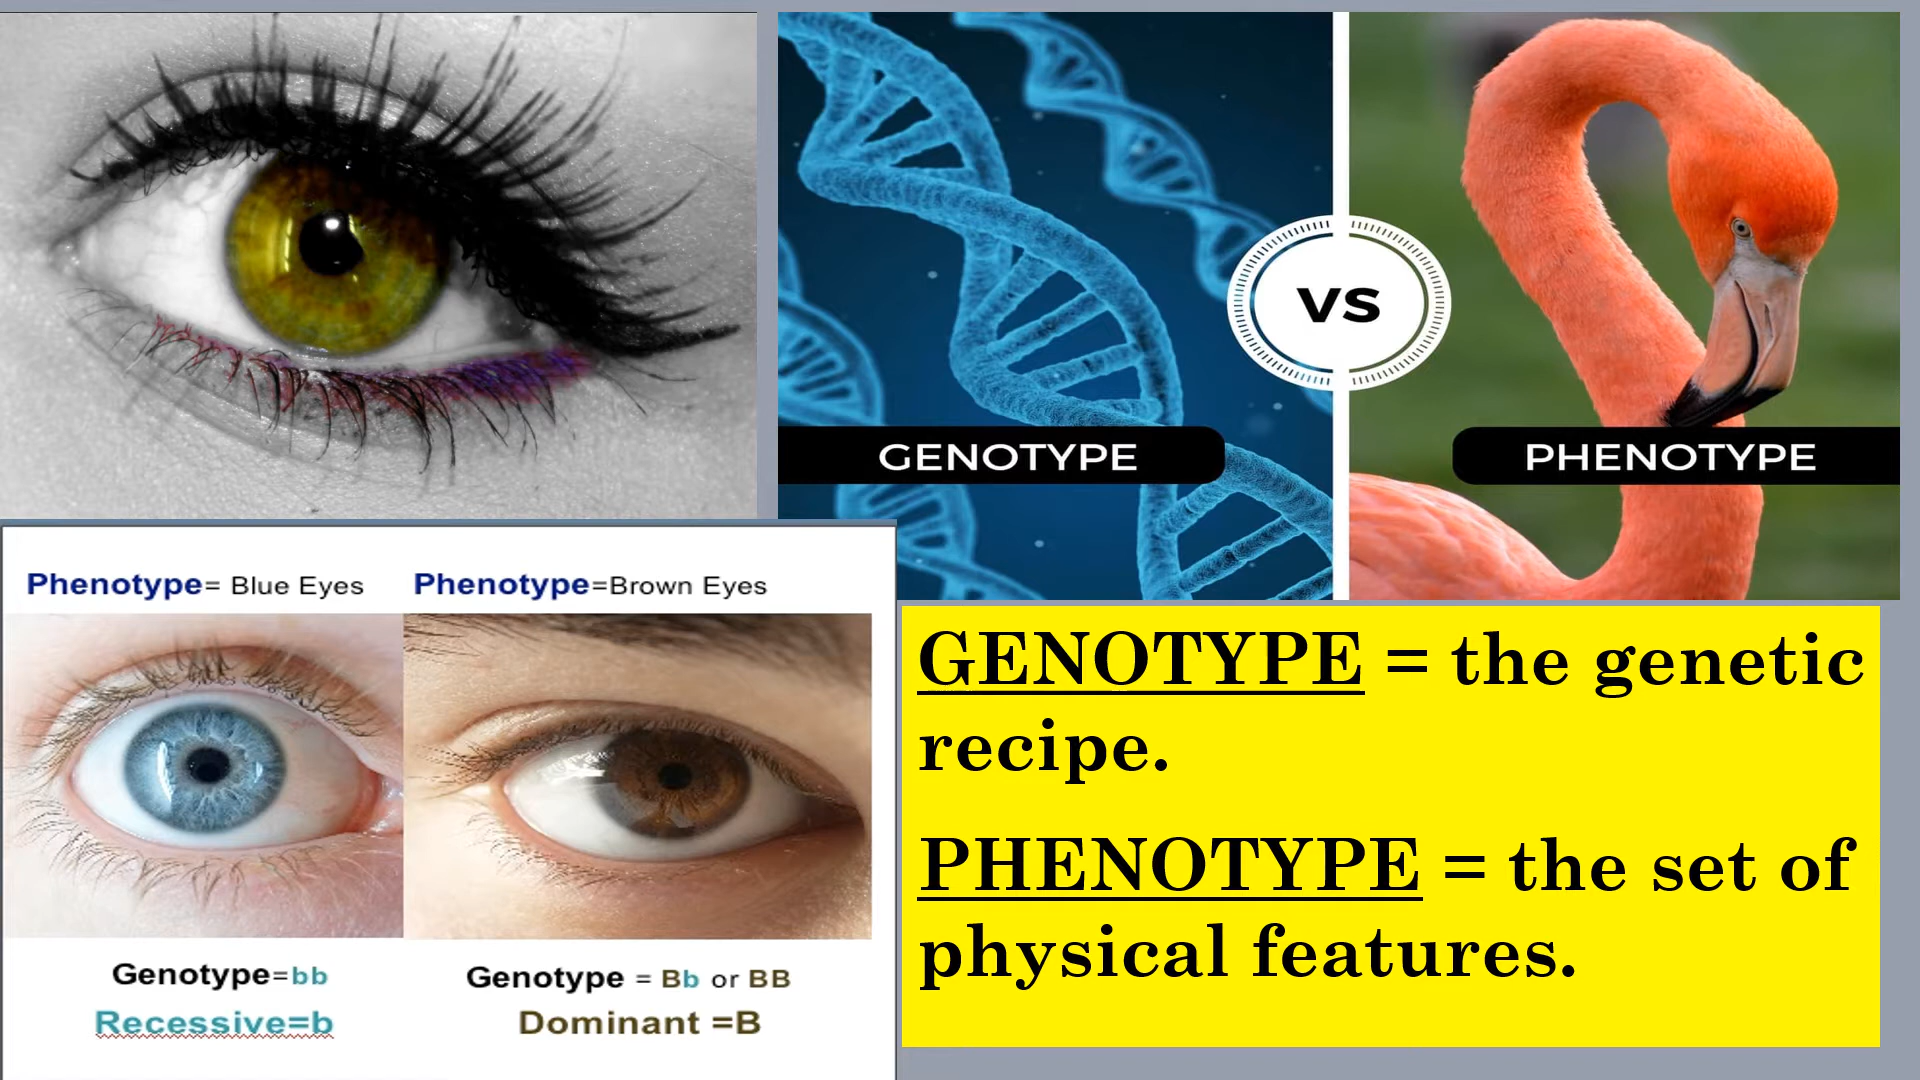 GENOTYPE
VS
PHENOTYPE
Phenotype= Blue Eyes
Phenotype=Brown Eyes
Genotype=bb
Recessive=b
Genotype = Bb or BB
Dominant =B
GENOTYPE = the genetic
recipe.
PHENOTYPE = the set of
physical features.